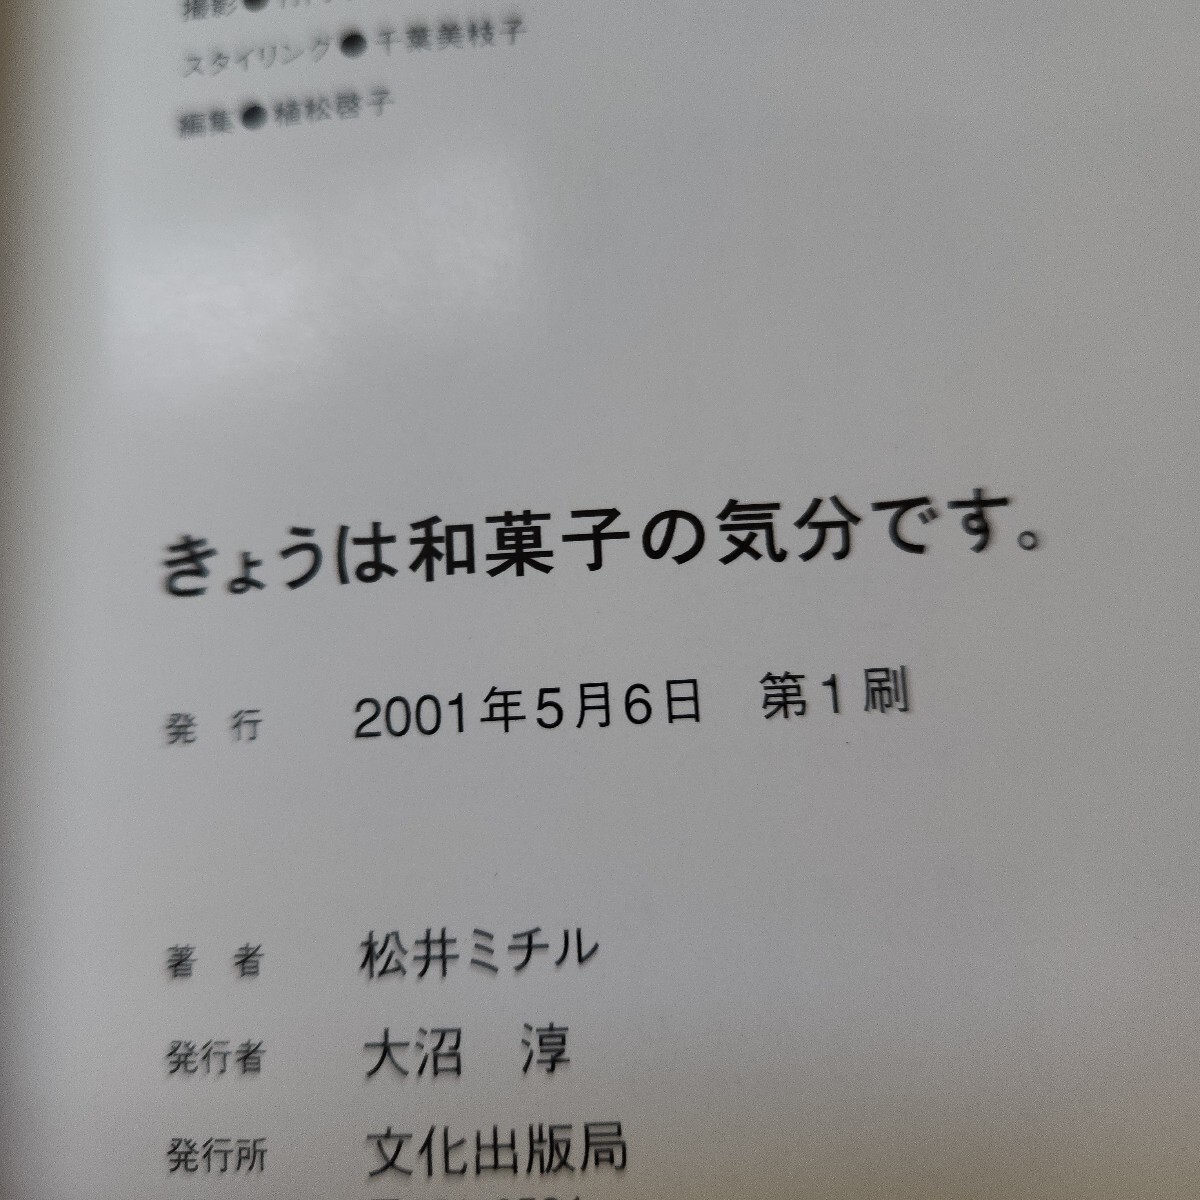 撮影●
スタイリング●千葉美枝子
編集●植松啓子
きょうは和菓子の気分です。
発 行 2001年5月6日 第1刷
著 者 松井ミチル
発行者 大沼 淳
発行所 文化出版局